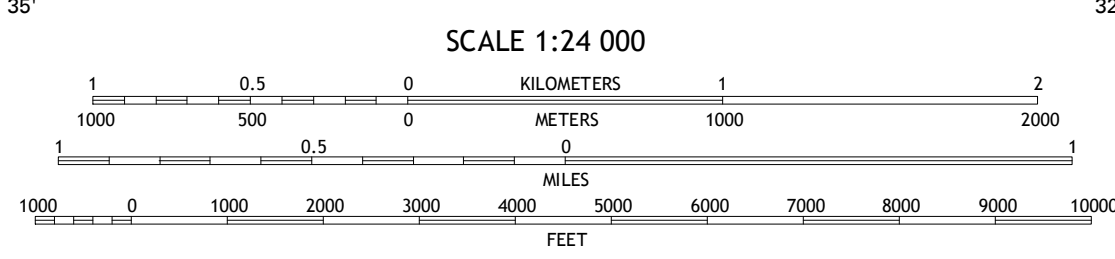 35' 32
SCALE 1:24 000
1 0.5 0 KILOMETERS 1 2
1000 500 0 METERS 1000 2000
1 0.5 0 1
MILES
1000 0 1000 2000 3000 4000 5000 6000 7000 8000 9000 10000
FEET